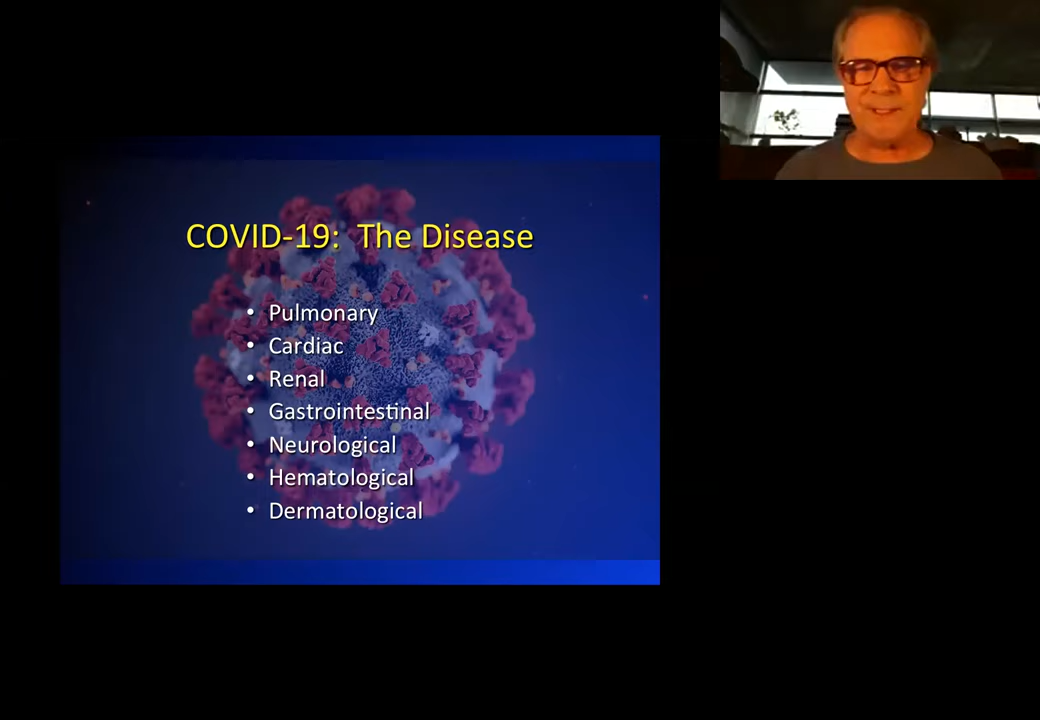 COVID-19: The Disease
• Pulmonary
• Cardiac
• Renal
• Gastrointestinal
• Neurological
• Hematological
• Dermatological